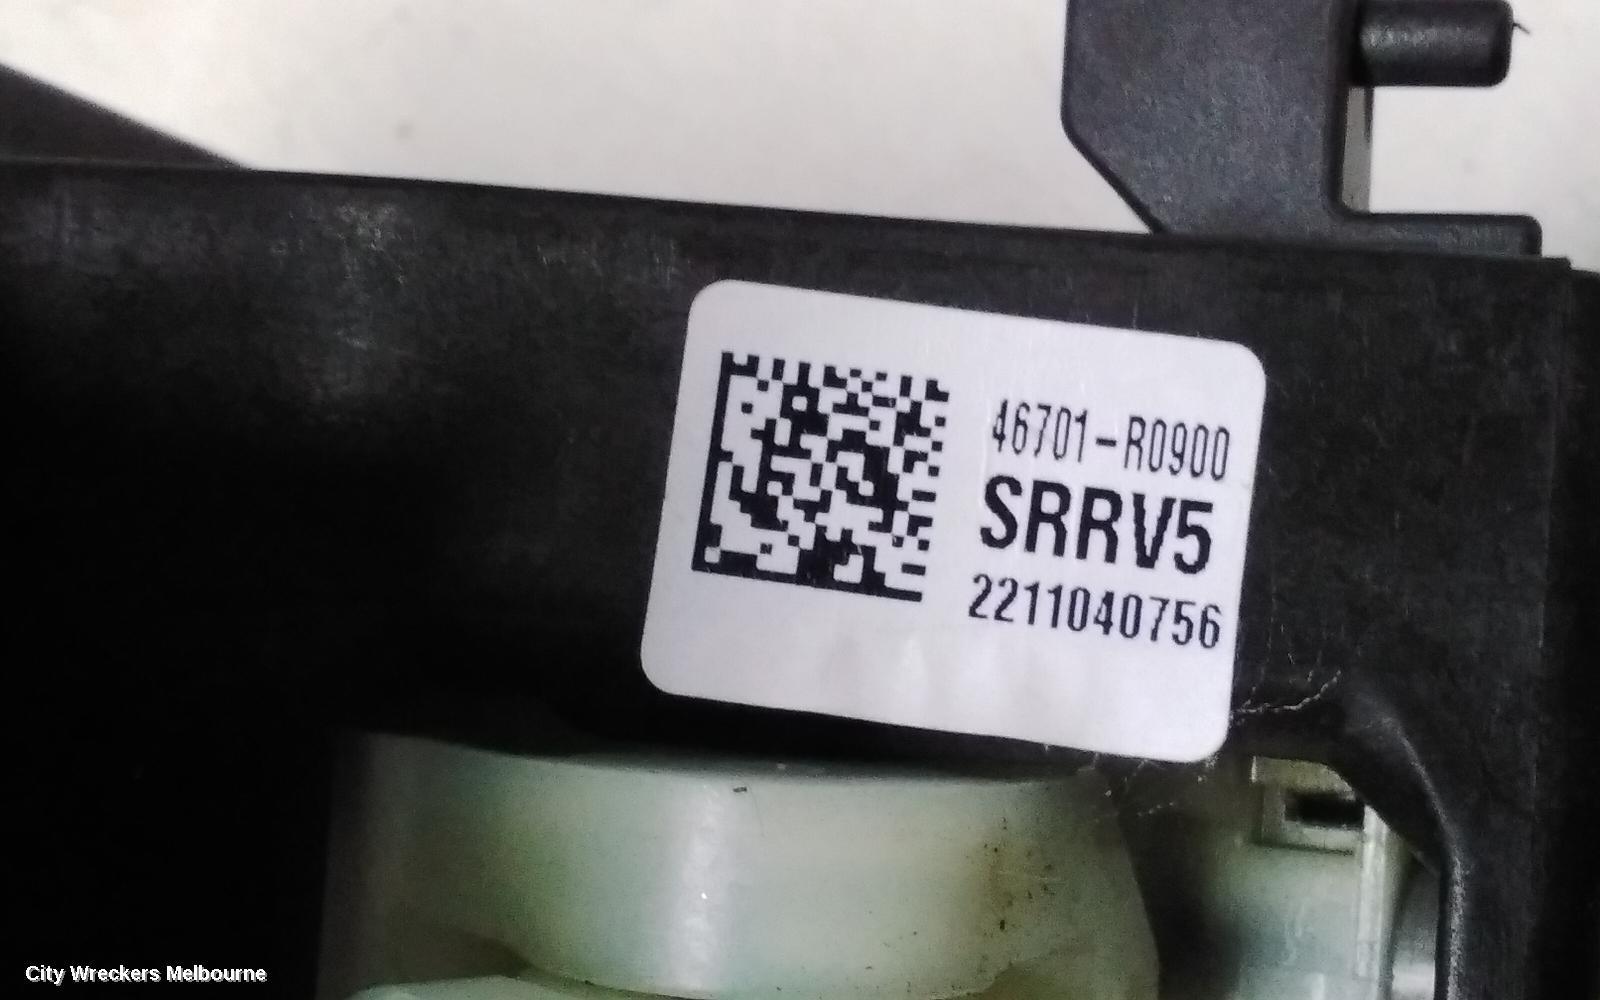 46701-R0900
SRRV5
2211040756
City Wreckers Melbourne